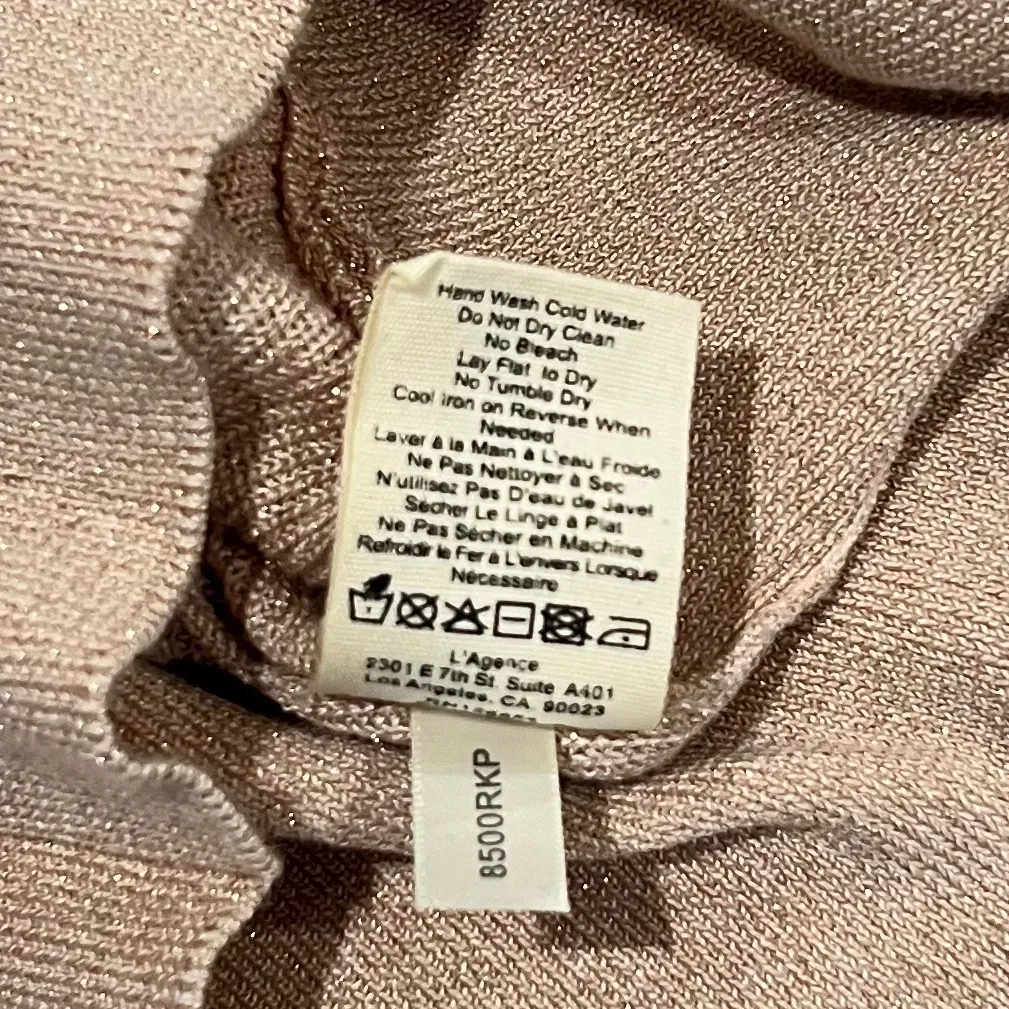 Hand Wash Cold Water
Do Not Dry Clean
No Bleach
Lay Flat to Dry
No Tumble Dry
Cool Iron on Reverse When
Needed
Laver à la Main à L'eau Froide
Ne Pas Nettoyer à Sec
N'utilisez Pas D'eau de Javel
Sécher Le Linge à Plat
Ne Pas Sécher en Machine
Refroidir le Fer à L'envers Lorsque
Nécessaire
L'Agence
2301 E 7th St. Suite A401
Los Angeles, CA 90023
8500RKP